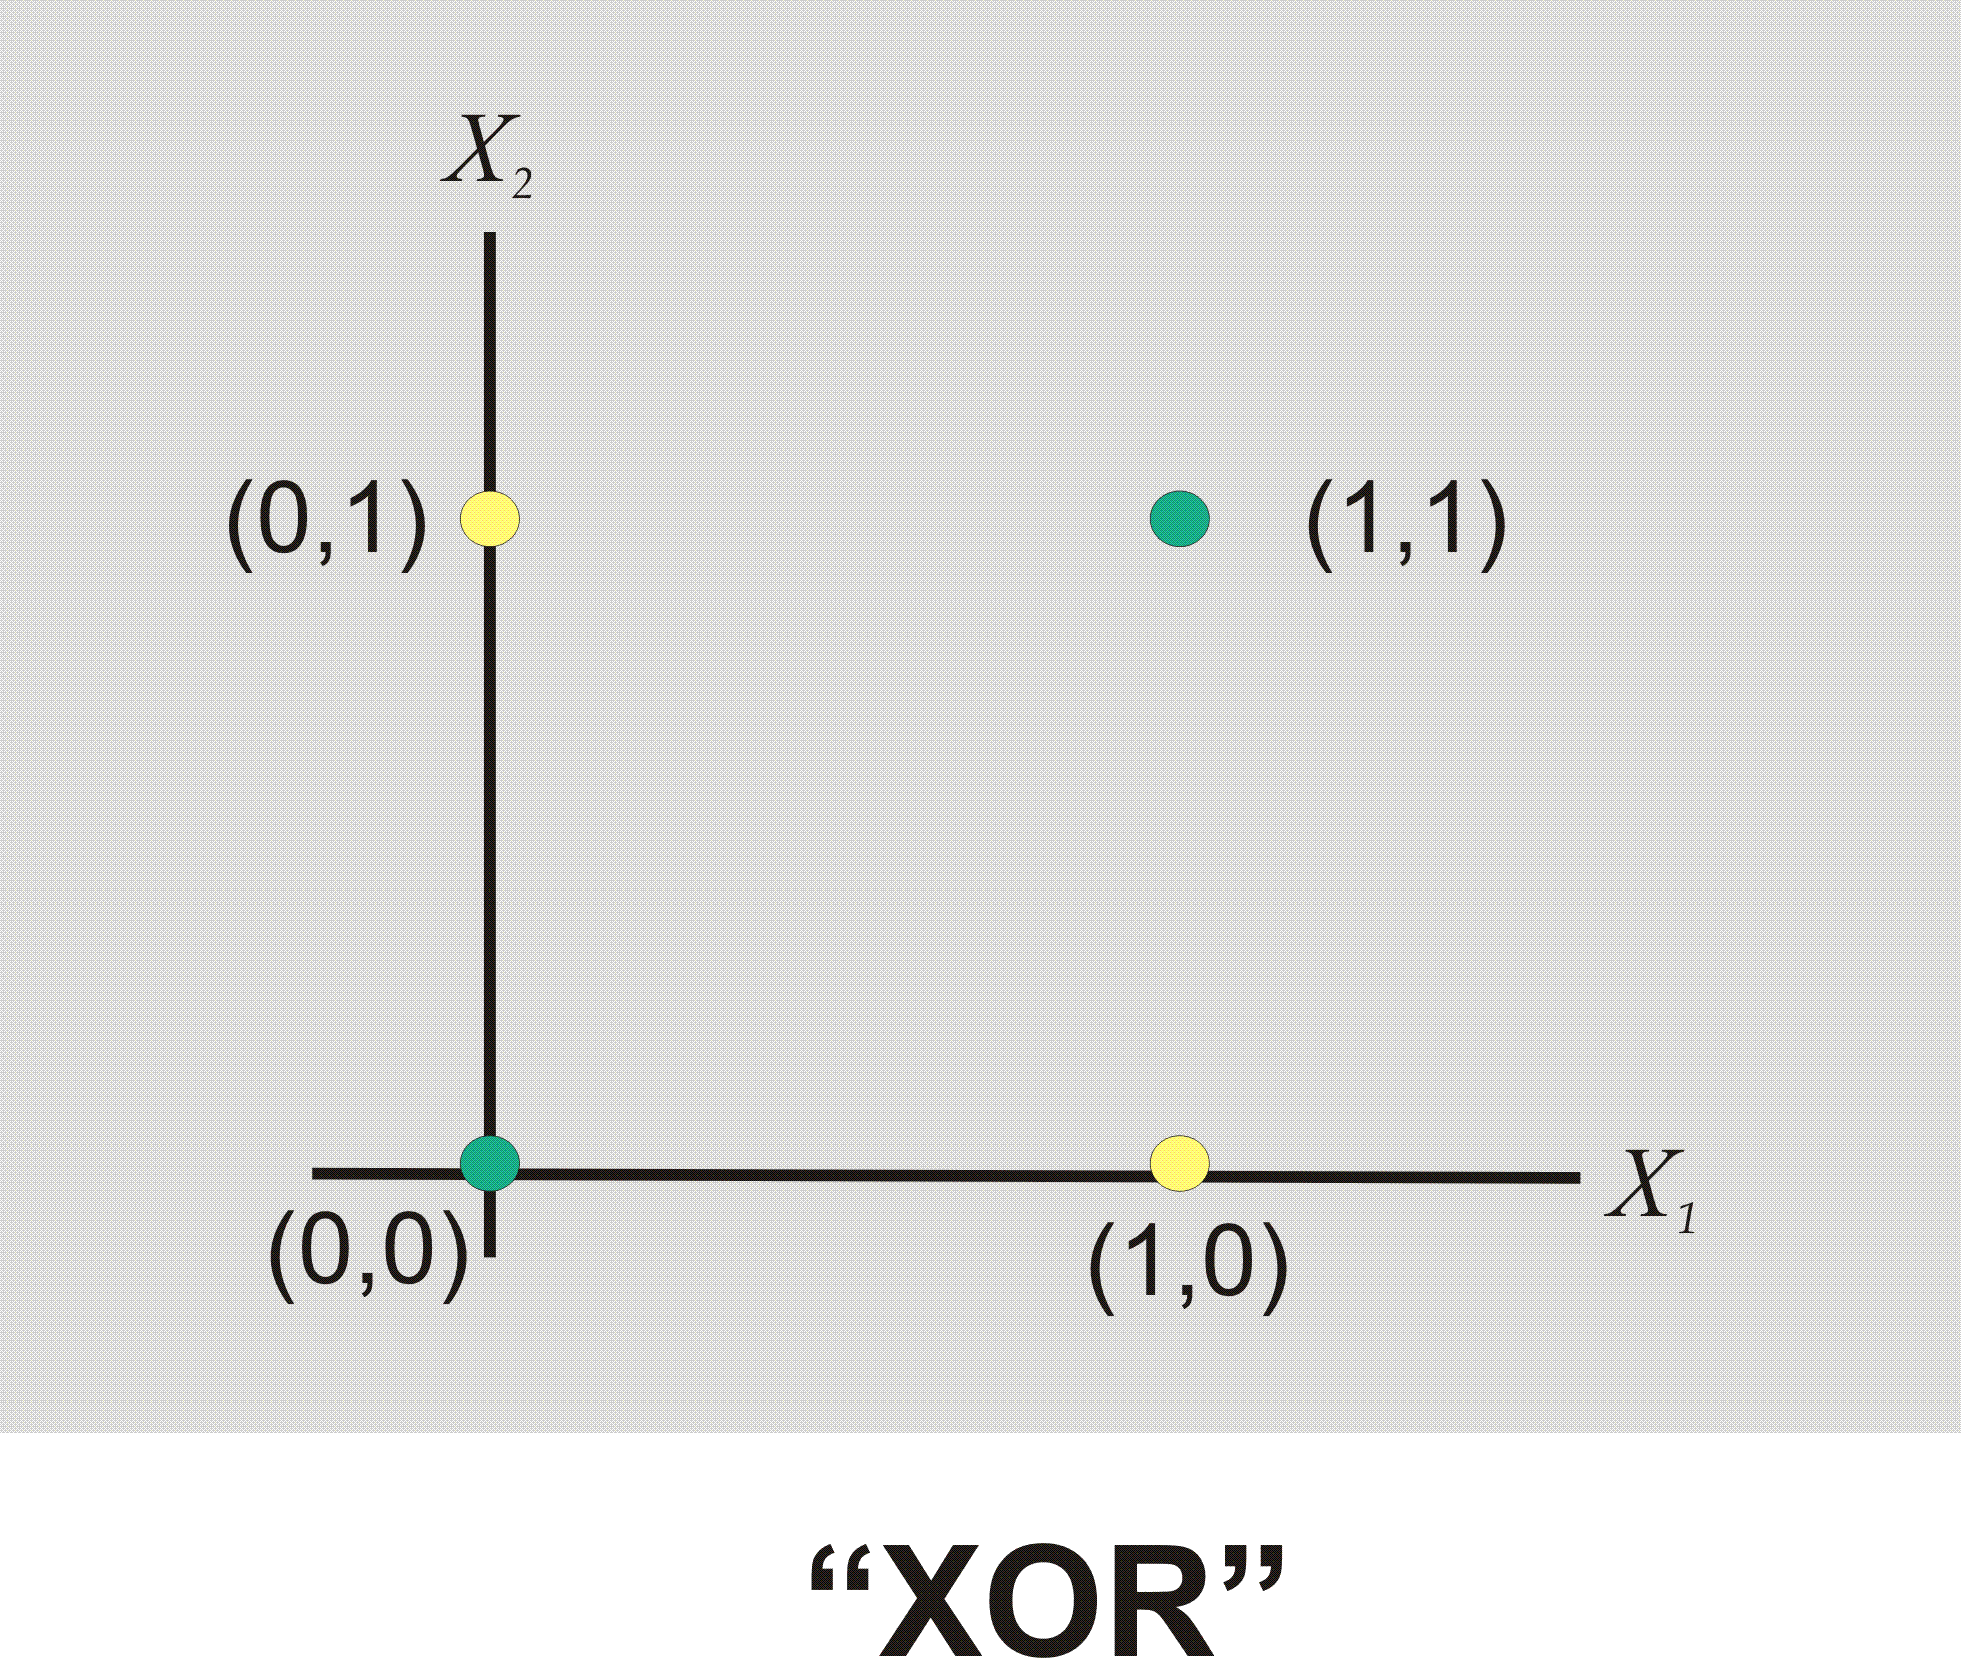 X2
(0,1) (1,1)
X1
(0,0) (1,0)
“XOR”